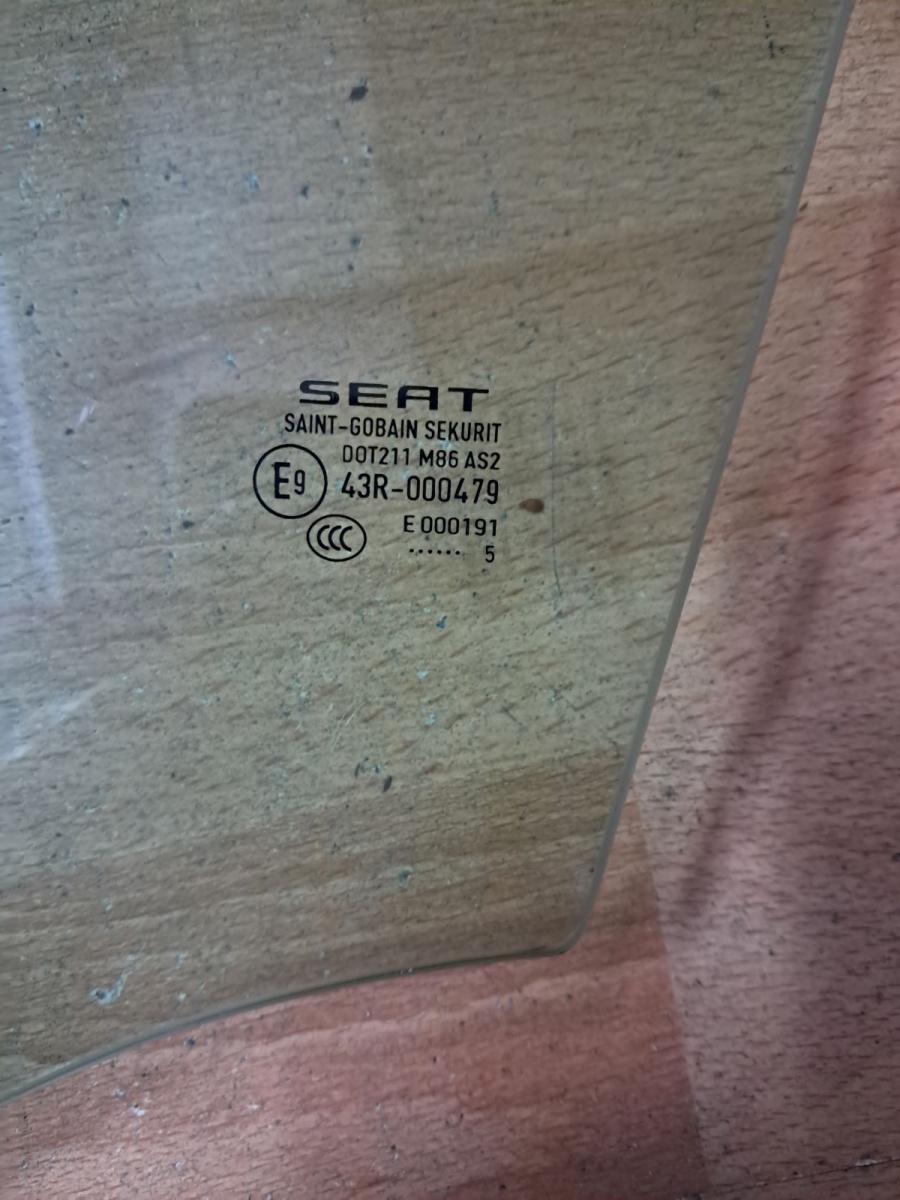 SEAT
SAINT-GOBAIN SEKURIT
DOT211 M86 AS2
E9 43R-000479
E 000191
CCC ...... 5